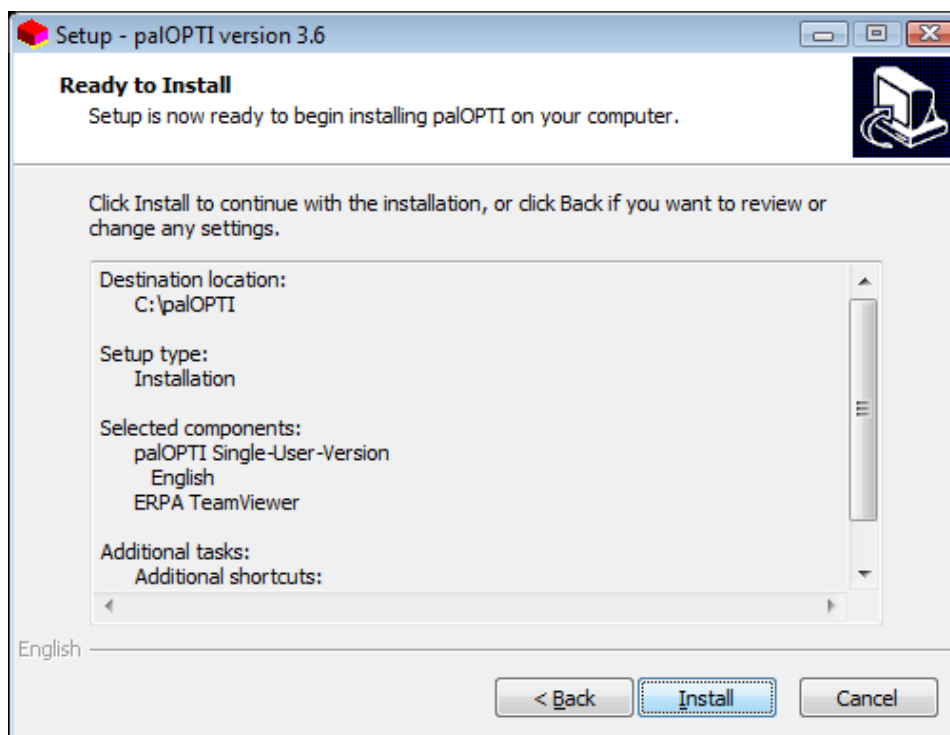 Setup - palOPTI version 3.6
Ready to Install
Setup is now ready to begin installing palOPTI on your computer.
Click Install to continue with the installation, or click Back if you want to review or
change any settings.
Destination location:
C:\palOPTI
Setup type:
Installation
Selected components:
palOPTI Single-User-Version
English
ERPA TeamViewer
Additional tasks:
Additional shortcuts:
English
< Back
Install
Cancel